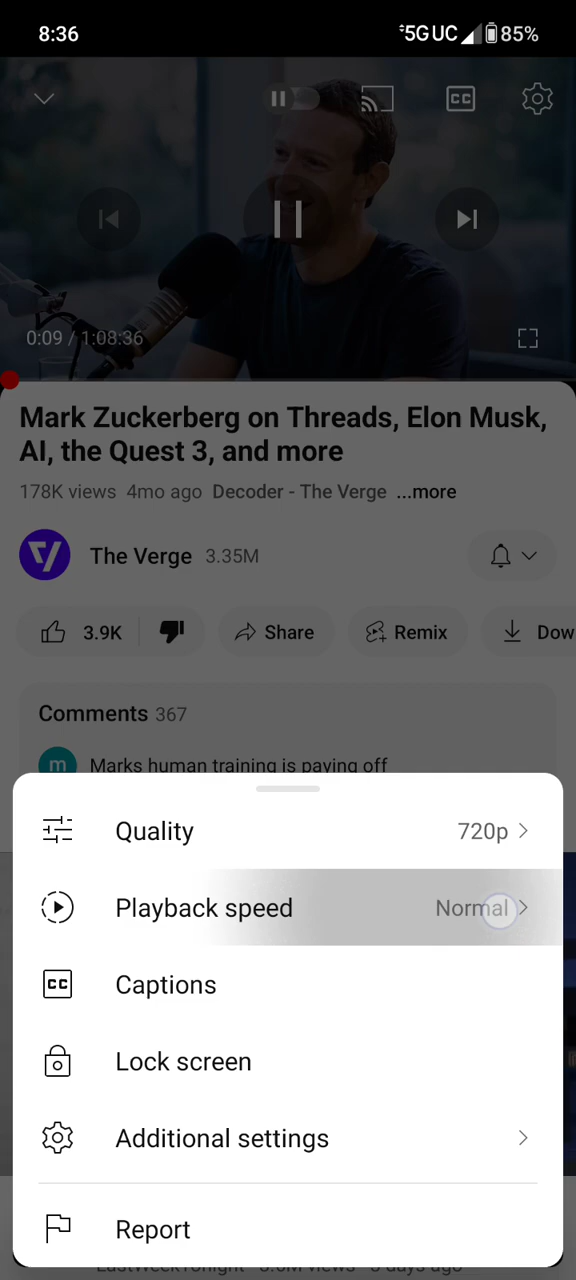 8:36 5G UC 85%
CC
0:09 / 1:08:36
Mark Zuckerberg on Threads, Elon Musk,
AI, the Quest 3, and more
178K views 4mo ago Decoder - The Verge ...more
The Verge 3.35M
3.9K Share Remix Dow
Comments 367
m Marks human training is paying off
Quality 720p
Playback speed Normal
CC Captions
Lock screen
Additional settings
Report